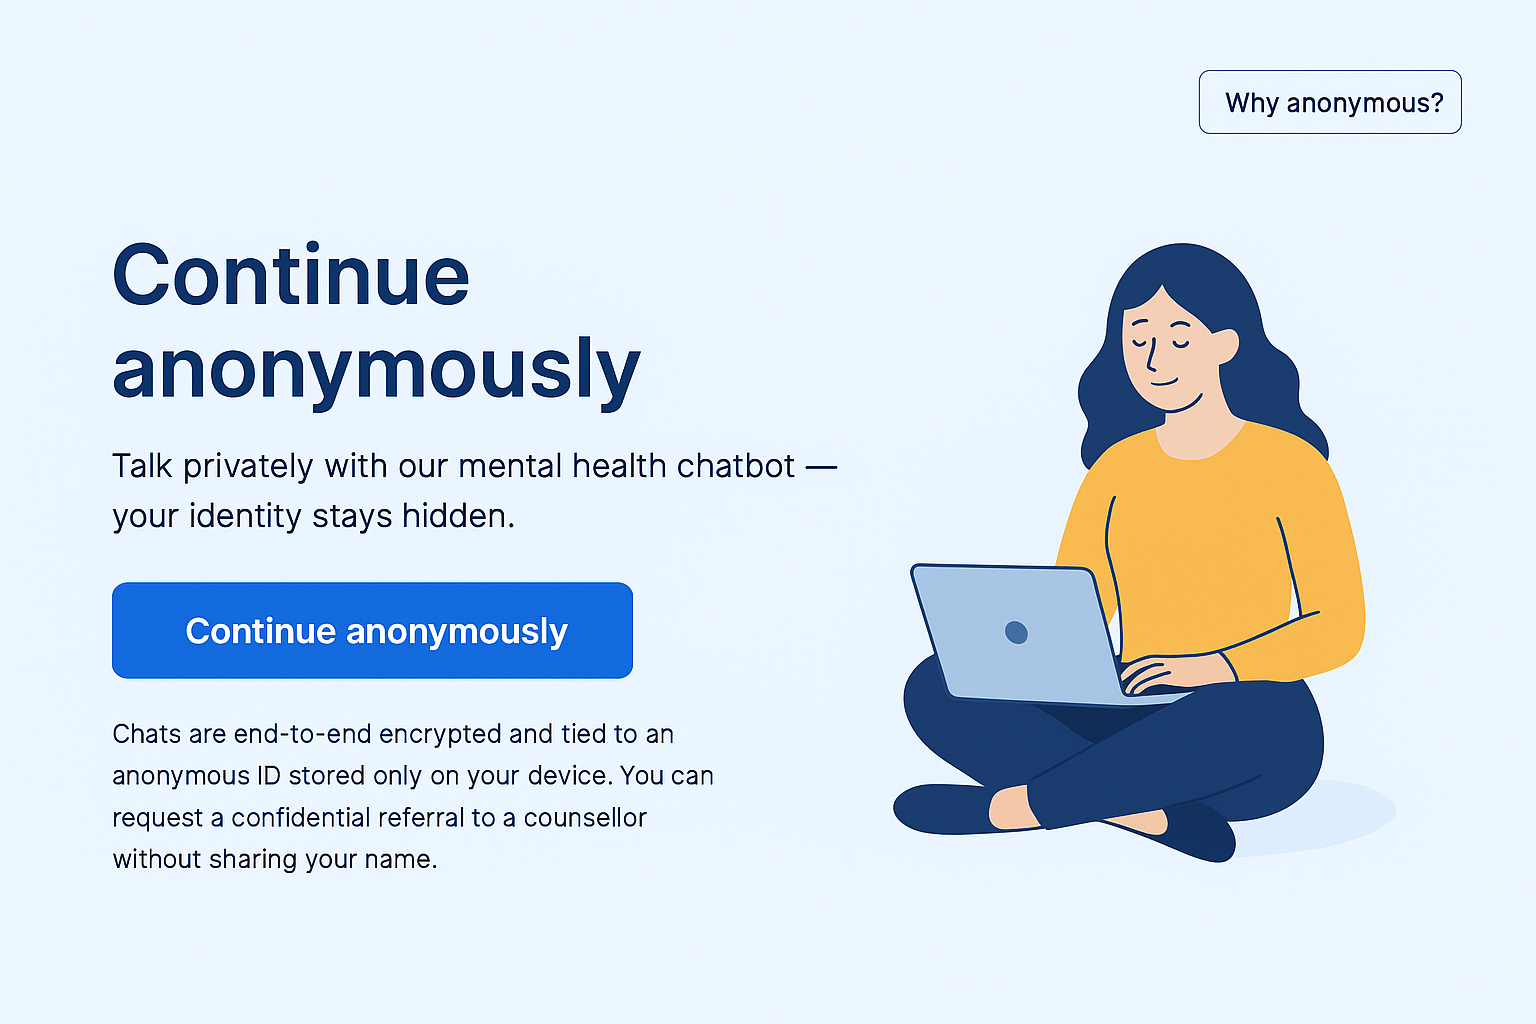 Why anonymous?
Continue
anonymously
Talk privately with our mental health chatbot —
your identity stays hidden.
Continue anonymously
Chats are end-to-end encrypted and tied to an
anonymous ID stored only on your device. You can
request a confidential referral to a counsellor
without sharing your name.